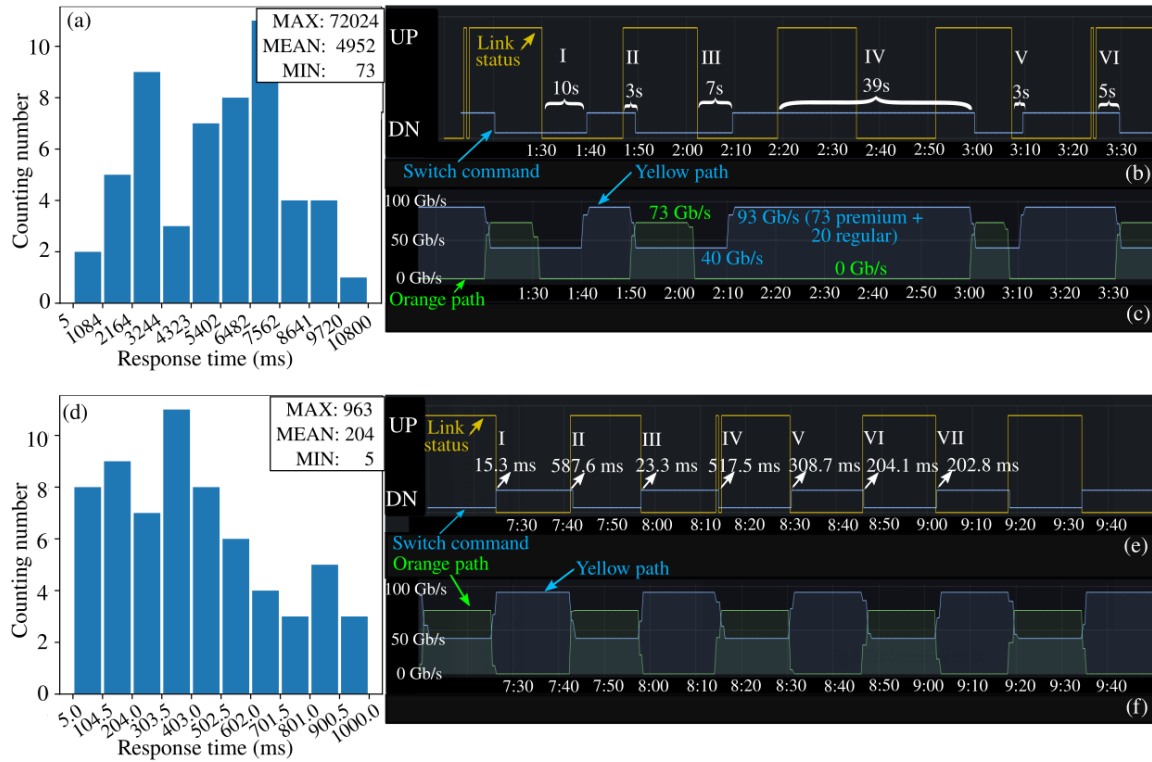 (a)
MAX: 72024
MEAN: 4952
MIN: 73
Counting number
10
8
6
4
2
0
5
1084
2164
3244
4323
5402
6482
7562
8641
9720
10800
Response time (ms)
UP
Link status
DN
I
II
III
IV
V
VI
10s
3s
7s
39s
3s
5s
1:30 1:40 1:50 2:00 2:10 2:20 2:30 2:40 2:50 3:00 3:10 3:20 3:30
Switch command
Yellow path
(b)
100 Gb/s
50 Gb/s
0 Gb/s
73 Gb/s
93 Gb/s (73 premium +
20 regular)
40 Gb/s
0 Gb/s
Orange path
1:30 1:40 1:50 2:00 2:10 2:20 2:30 2:40 2:50 3:00 3:10 3:20 3:30
(c)
(d)
MAX: 963
MEAN: 204
MIN: 5
Counting number
10
8
6
4
2
0
5.0
104.5
204.0
303.5
403.0
502.5
602.0
701.5
801.0
900.5
1000.0
Response time (ms)
UP
Link
status
DN
I
II
III
IV
V
VI
VII
15.3 ms
587.6 ms
23.3 ms
517.5 ms
308.7 ms
204.1 ms
202.8 ms
7:30 7:40 7:50 8:00 8:10 8:20 8:30 8:40 8:50 9:00 9:10 9:20 9:30 9:40
Switch command
(e)
Orange path
Yellow path
100 Gb/s
50 Gb/s
0 Gb/s
7:30 7:40 7:50 8:00 8:10 8:20 8:30 8:40 8:50 9:00 9:10 9:20 9:30 9:40
(f)